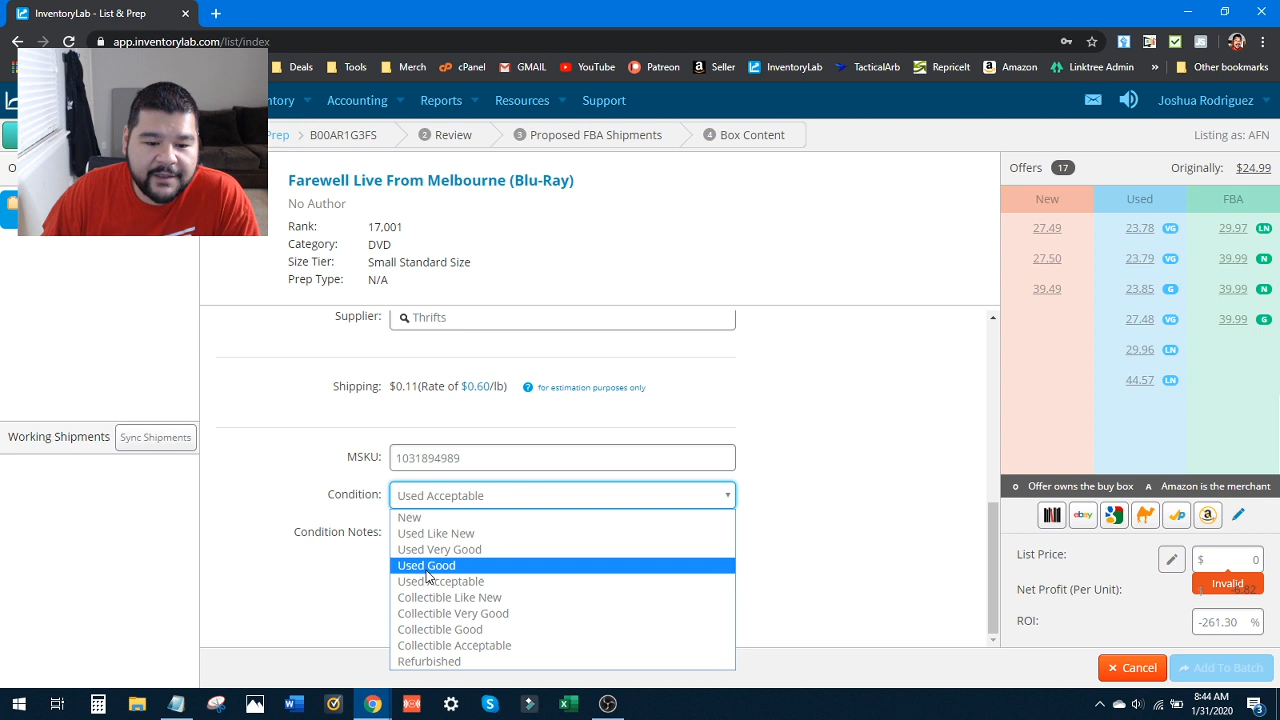 InventoryLab - List
app.inventorylab.com/list/index
Deals Tools Merch cPanel GMAIL YouTube Patreon Seller InventoryLab TacticalArb Repricelt Amazon Linktree Admin » Other bookmarks
ntory Accounting Reports Resources Support Joshua Rodriguez
Prep > B00AR1G3FS 2 Review 3 Proposed FBA Shipments 4 Box Content Listing as: AFN
Farewell Live From Melbourne (Blu-Ray)
No Author
Rank: 17,001
Category: DVD
Size Tier: Small Standard Size
Prep Type: N/A
Offers 17 Originally: $24.99
New Used FBA
27.49 23.78 VG 29.97 LN
27.50 23.79 VG 39.99 N
39.49 23.85 G 39.99 N
27.48 VG 39.99 G
29.96 LN
44.57 LN
Supplier: Thrifts
Shipping: $0.11(Rate of $0.60/lb) ? for estimation purposes only
Working Shipments Sync Shipments
MSKU: 1031894989
Condition: Used Acceptable
Condition Notes:
New
Used Like New
Used Very Good
Used Good
Used Acceptable
Collectible Like New
Collectible Very Good
Collectible Good
Collectible Acceptable
Refurbished
O Offer owns the buy box A Amazon is the merchant
ebay
List Price: $ 0
Invalid
Net Profit (Per Unit): $ -6.82
ROI: -261.30 %
× Cancel Add To Batch
8:44 AM
1/31/2020
3